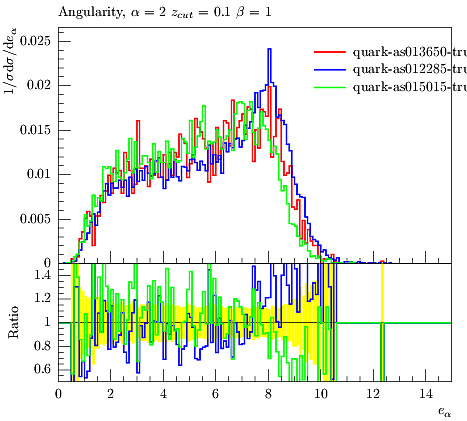 Angularity, α = 2 z_cut = 0.1 β = 1
1/σ dσ/de_α
0.025
0.02
0.015
0.01
0.005
0
quark-as013650-tru
quark-as012285-tru
quark-as015015-tru
Ratio
1.4
1.2
1
0.8
0.6
0 2 4 6 8 10 12 14
e_α